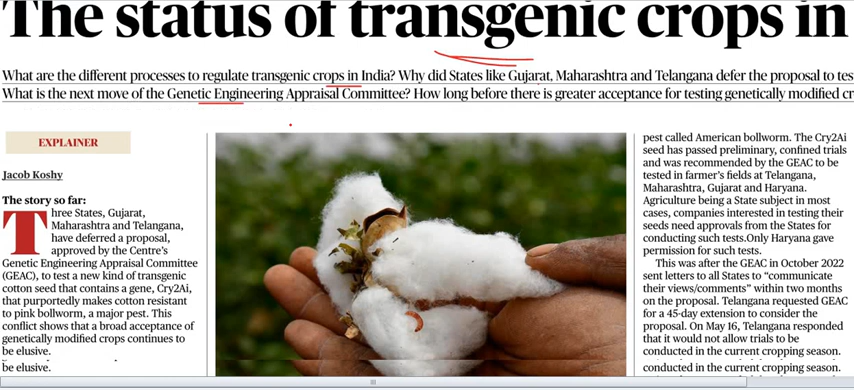 The status of transgenic crops in
What are the different processes to regulate transgenic crops in India? Why did States like Gujarat, Maharashtra and Telangana defer the proposal to tes
What is the next move of the Genetic Engineering Appraisal Committee? How long before there is greater acceptance for testing genetically modified cr
EXPLAINER
Jacob Koshy
The story so far:
Three States, Gujarat,
Maharashtra and Telangana,
have deferred a proposal,
approved by the Centre's
Genetic Engineering Appraisal Committee
(GEAC), to test a new kind of transgenic
cotton seed that contains a gene, Cry2Ai,
that purportedly makes cotton resistant
to pink bollworm, a major pest. This
conflict shows that a broad acceptance of
genetically modified crops continues to
be elusive.
be elusive.
pest called American bollworm. The Cry2Ai
seed has passed preliminary, confined trials
and was recommended by the GEAC to be
tested in farmer's fields at Telangana,
Maharashtra, Gujarat and Haryana.
Agriculture being a State subject in most
cases, companies interested in testing their
seeds need approvals from the States for
conducting such tests.Only Haryana gave
permission for such tests.
This was after the GEAC in October 2022
sent letters to all States to "communicate
their views/comments" within two months
on the proposal. Telangana requested GEAC
for a 45-day extension to consider the
proposal. On May 16, Telangana responded
that it would not allow trials to be
conducted in the current cropping season.
conducted in the current cropping season.